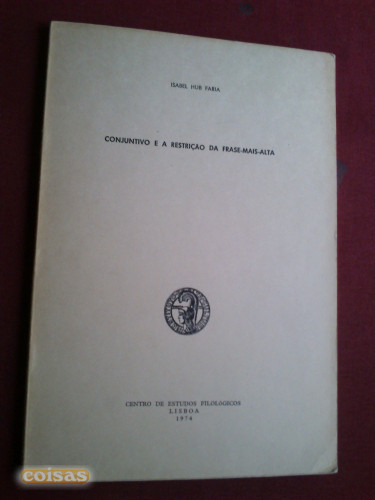 ISABEL HUB FARIA
CONJUNTIVO E A RESTRIÇÃO DA FRASE-MAIS-ALTA
CENTRO DE ESTUDOS FILOLÓGICOS
LISBOA
1974
coisas